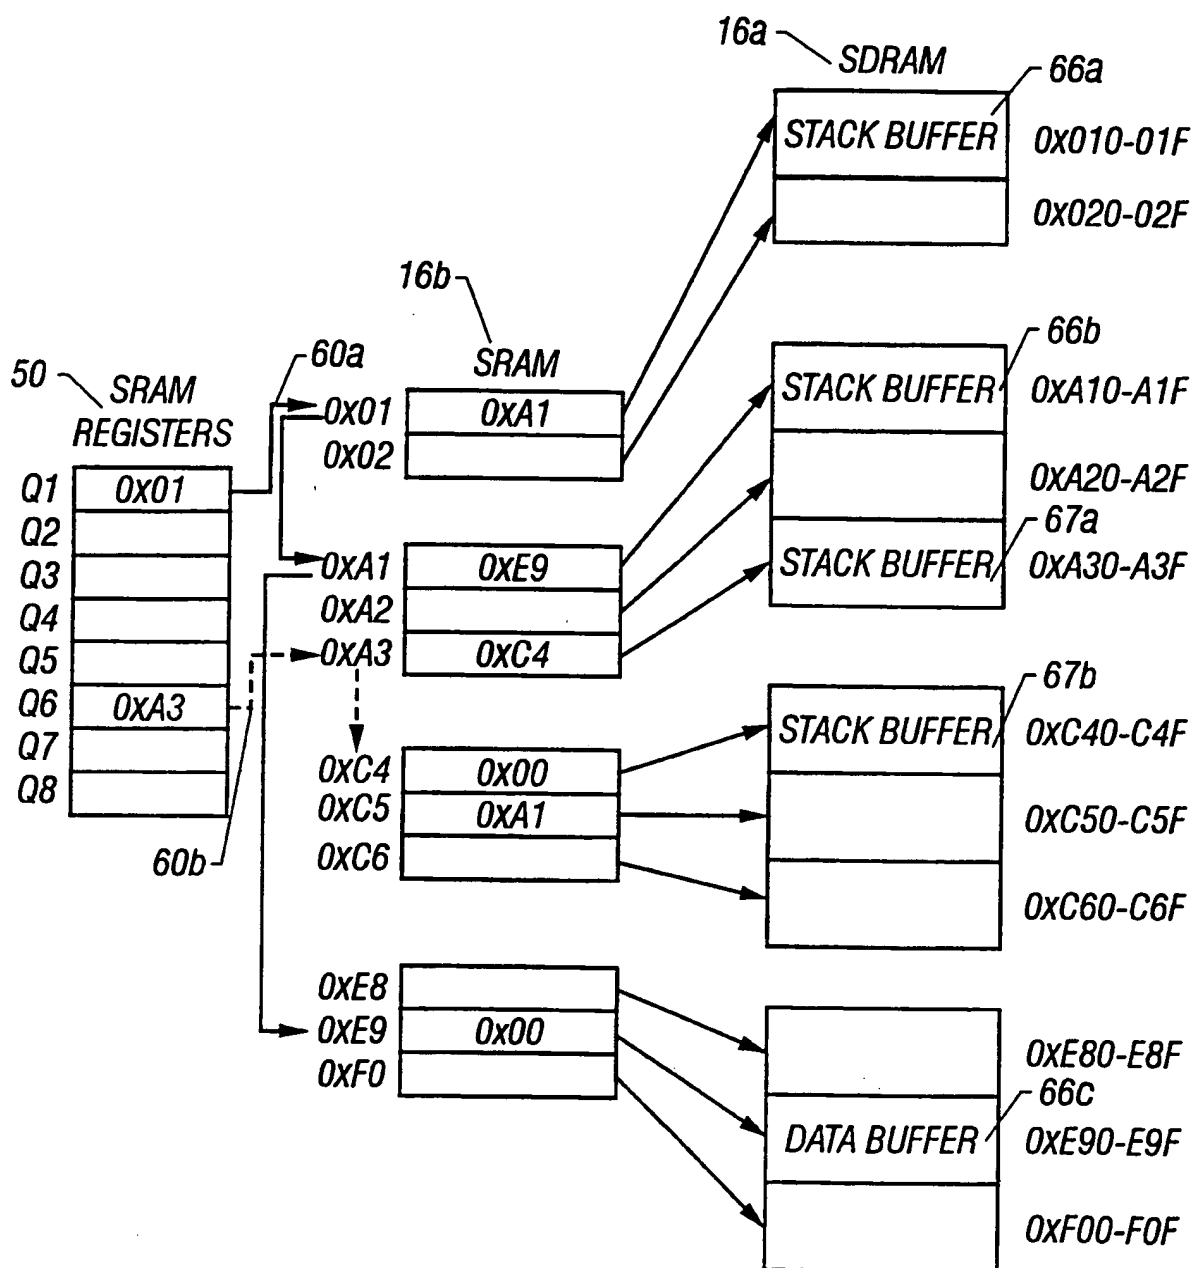 16a
SDRAM
66a
STACK BUFFER
0X010-01F
0X020-02F
16b
SRAM
60a
50
SRAM
REGISTERS
66b
STACK BUFFER
0XA10-A1F
0XA20-A2F
67a
STACK BUFFER
0XA30-A3F
0X01
0XA1
0X02
Q1
0X01
Q2
Q3
Q4
Q5
Q6
0XA3
Q7
Q8
0XA1
0XE9
0XA2
0XA3
0XC4
60b
67b
STACK BUFFER
0XC40-C4F
0XC50-C5F
0XC60-C6F
0XC4
0X00
0XC5
0XA1
0XC6
0XE8
0XE9
0X00
0XF0
0XE80-E8F
66c
DATA BUFFER
0XE90-E9F
0XF00-F0F